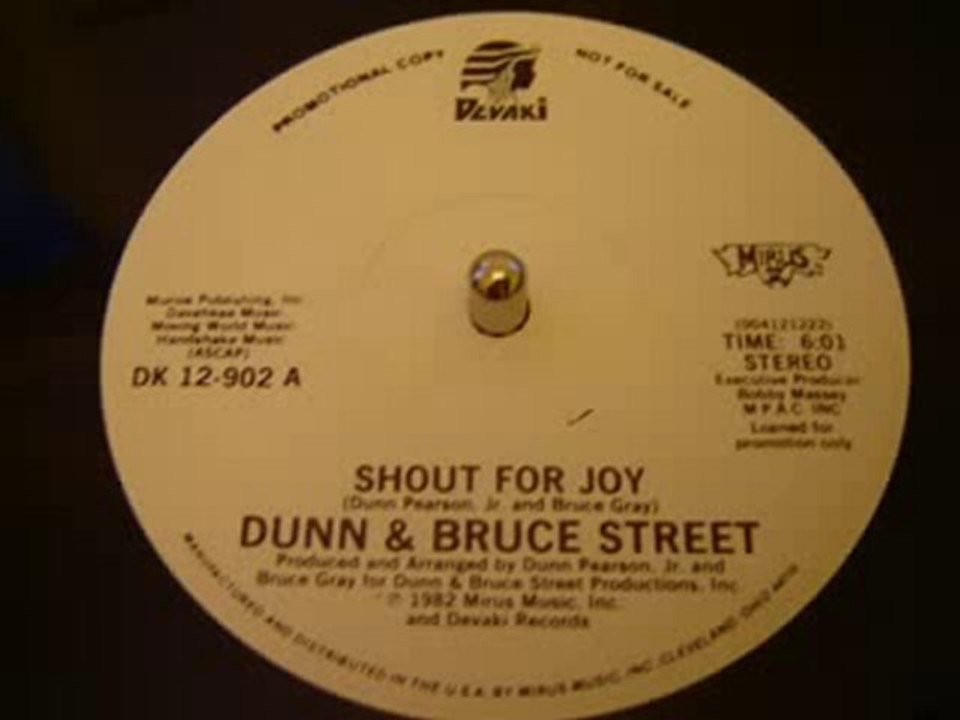 PROMOTIONAL COPY
NOT FOR SALE
DEVAKI
MIRUS
Mirus Publishing, Inc.
Moving World Music
Handshake Music
(ASCAP)
DK 12-902 A
(004121222)
TIME: 6:01
STEREO
Executive Producer
Bobby Massey
M.P.A.C. INC
Loaned for
promotion only
SHOUT FOR JOY
(Dunn Pearson, Jr. and Bruce Gray)
DUNN & BRUCE STREET
Produced and Arranged by Dunn Pearson, Jr. and
Bruce Gray for Dunn & Bruce Street Productions, Inc.
℗ 1982 Mirus Music, Inc.
and Devaki Records
MANUFACTURED AND DISTRIBUTED IN THE U.S.A. BY MIRUS MUSIC, INC. CLEVELAND, OHIO